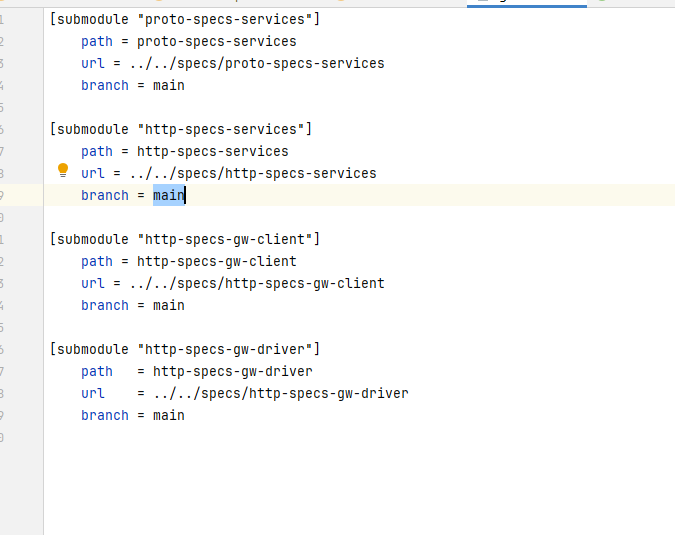 [submodule "proto-specs-services"]
    path = proto-specs-services
    url = ../../specs/proto-specs-services
    branch = main

[submodule "http-specs-services"]
    path = http-specs-services
    url = ../../specs/http-specs-services
    branch = main

[submodule "http-specs-gw-client"]
    path = http-specs-gw-client
    url = ../../specs/http-specs-gw-client
    branch = main

[submodule "http-specs-gw-driver"]
    path   = http-specs-gw-driver
    url    = ../../specs/http-specs-gw-driver
    branch = main